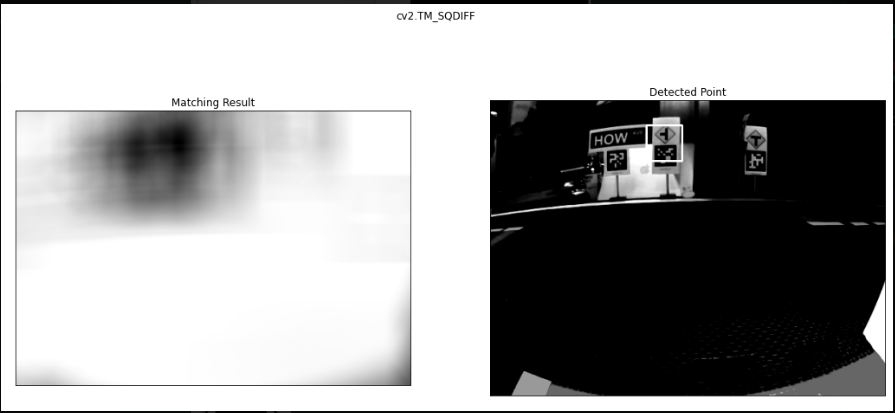 cv2.TM_SQDIFF
Matching Result
Detected Point
HOW